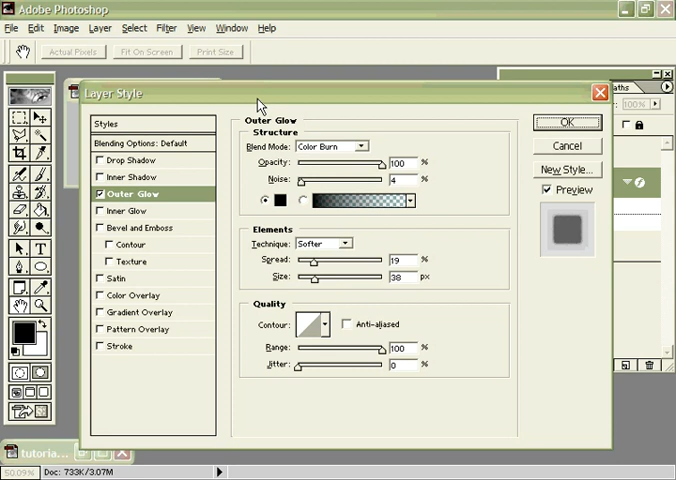 Adobe Photoshop
File Edit Image Layer Select Filter View Window Help
Actual Pixels Fit On Screen Print Size
Layer Style
aths
Styles
Blending Options: Default
Drop Shadow
Inner Shadow
Outer Glow
Inner Glow
Bevel and Emboss
Contour
Texture
Satin
Color Overlay
Gradient Overlay
Pattern Overlay
Stroke
Outer Glow
Structure
Blend Mode: Color Burn
Opacity: 100 %
Noise: 4 %
Elements
Technique: Softer
Spread: 19 %
Size: 38 px
Quality
Contour: Anti-aliased
Range: 100 %
Jitter: 0 %
OK
Cancel
New Style...
Preview
100%
T
tutoria...
50.09% Doc: 733K/3.07M